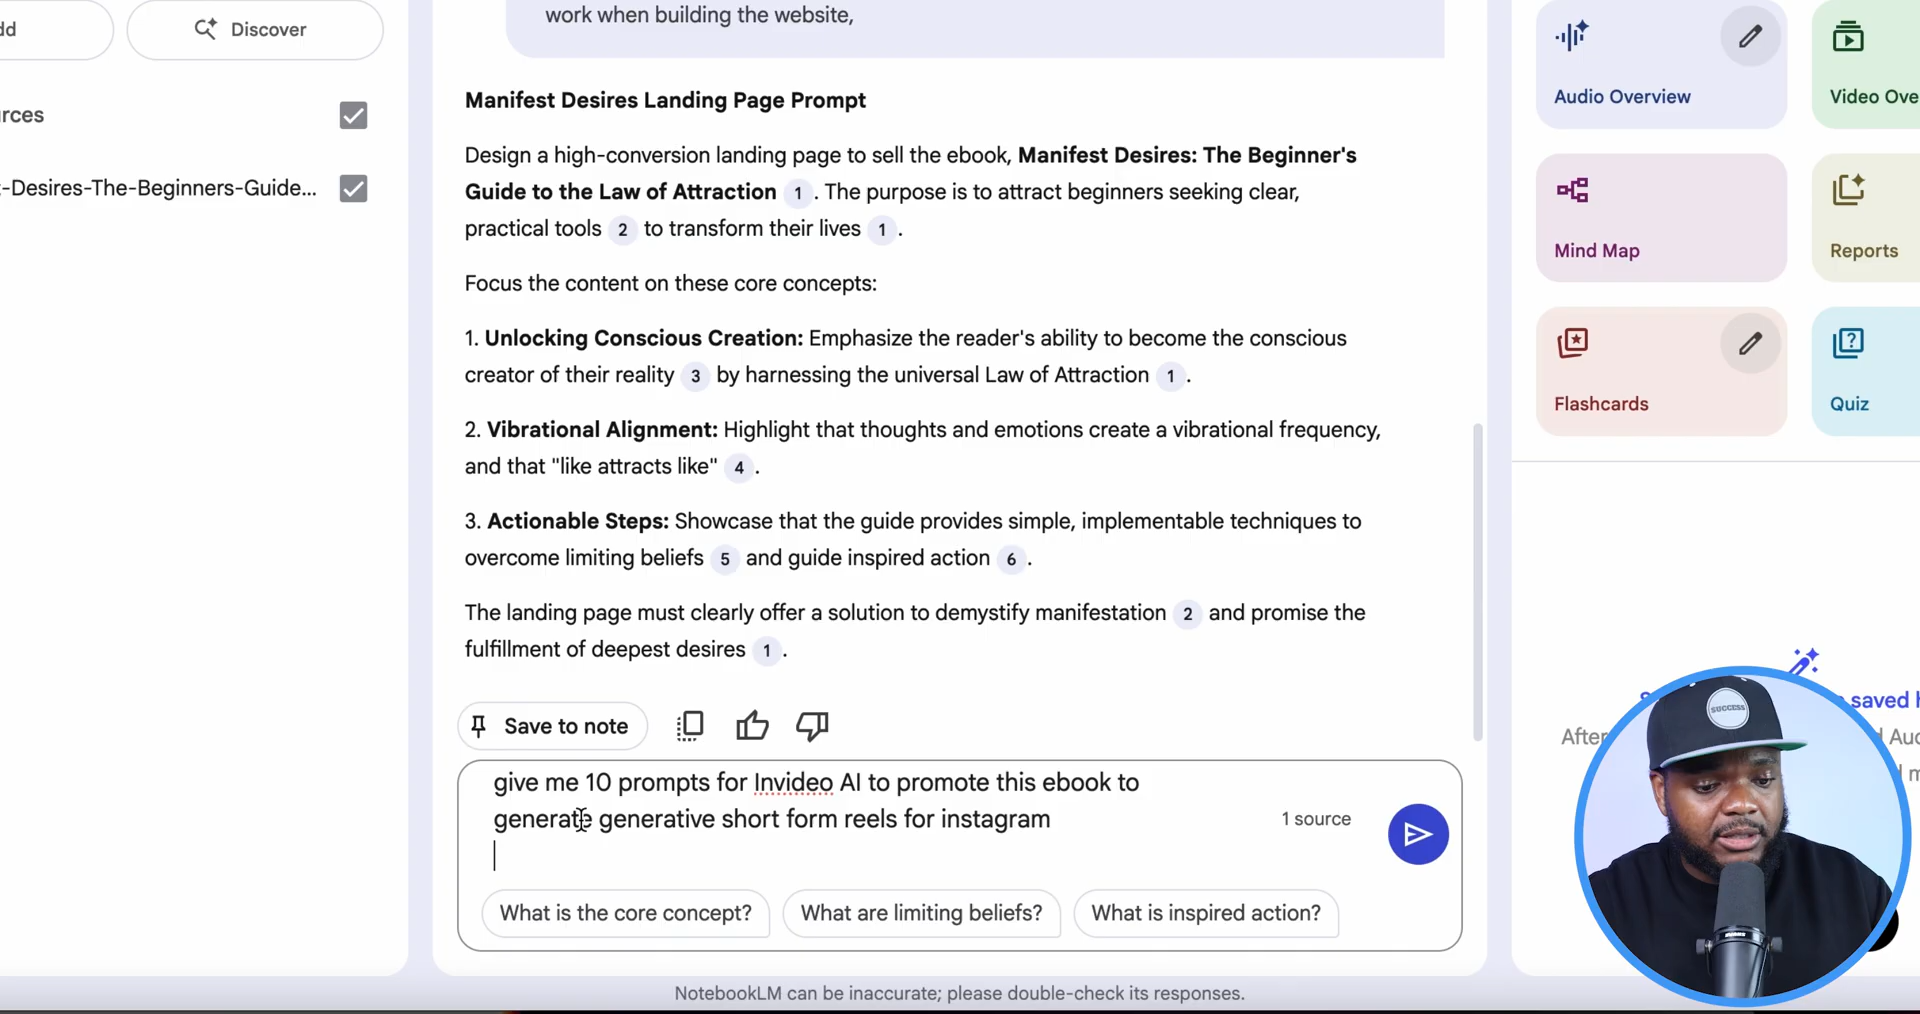 dd
Discover
rces
t-Desires-The-Beginners-Guide...
work when building the website,
Manifest Desires Landing Page Prompt
Design a high-conversion landing page to sell the ebook, Manifest Desires: The Beginner's
Guide to the Law of Attraction 1 . The purpose is to attract beginners seeking clear,
practical tools 2 to transform their lives 1 .
Focus the content on these core concepts:
1. Unlocking Conscious Creation: Emphasize the reader's ability to become the conscious
creator of their reality 3 by harnessing the universal Law of Attraction 1 .
2. Vibrational Alignment: Highlight that thoughts and emotions create a vibrational frequency,
and that "like attracts like" 4 .
3. Actionable Steps: Showcase that the guide provides simple, implementable techniques to
overcome limiting beliefs 5 and guide inspired action 6 .
The landing page must clearly offer a solution to demystify manifestation 2 and promise the
fulfillment of deepest desires 1 .
Save to note
give me 10 prompts for Invideo AI to promote this ebook to
generate generative short form reels for instagram
1 source
What is the core concept?
What are limiting beliefs?
What is inspired action?
NotebookLM can be inaccurate; please double-check its responses.
Audio Overview
Video Ove
Mind Map
Reports
Flashcards
Quiz
saved
After
Aud
SUCCESS